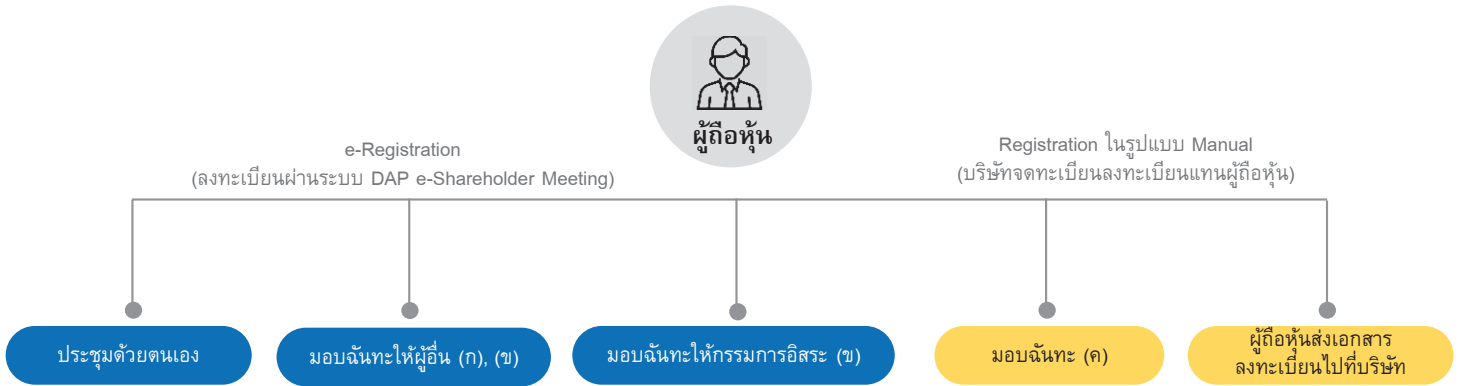 ผู้ถือหุ้น
e-Registration
(ลงทะเบียนผ่านระบบ DAP e-Shareholder Meeting)
Registration ในรูปแบบ Manual
(บริษัทจดทะเบียนลงทะเบียนแทนผู้ถือหุ้น)
ประชุมด้วยตนเอง
มอบฉันทะให้ผู้อื่น (ก), (ข)
มอบฉันทะให้กรรมการอิสระ (ข)
มอบฉันทะ (ค)
ผู้ถือหุ้นส่งเอกสาร
ลงทะเบียนไปที่บริษัท